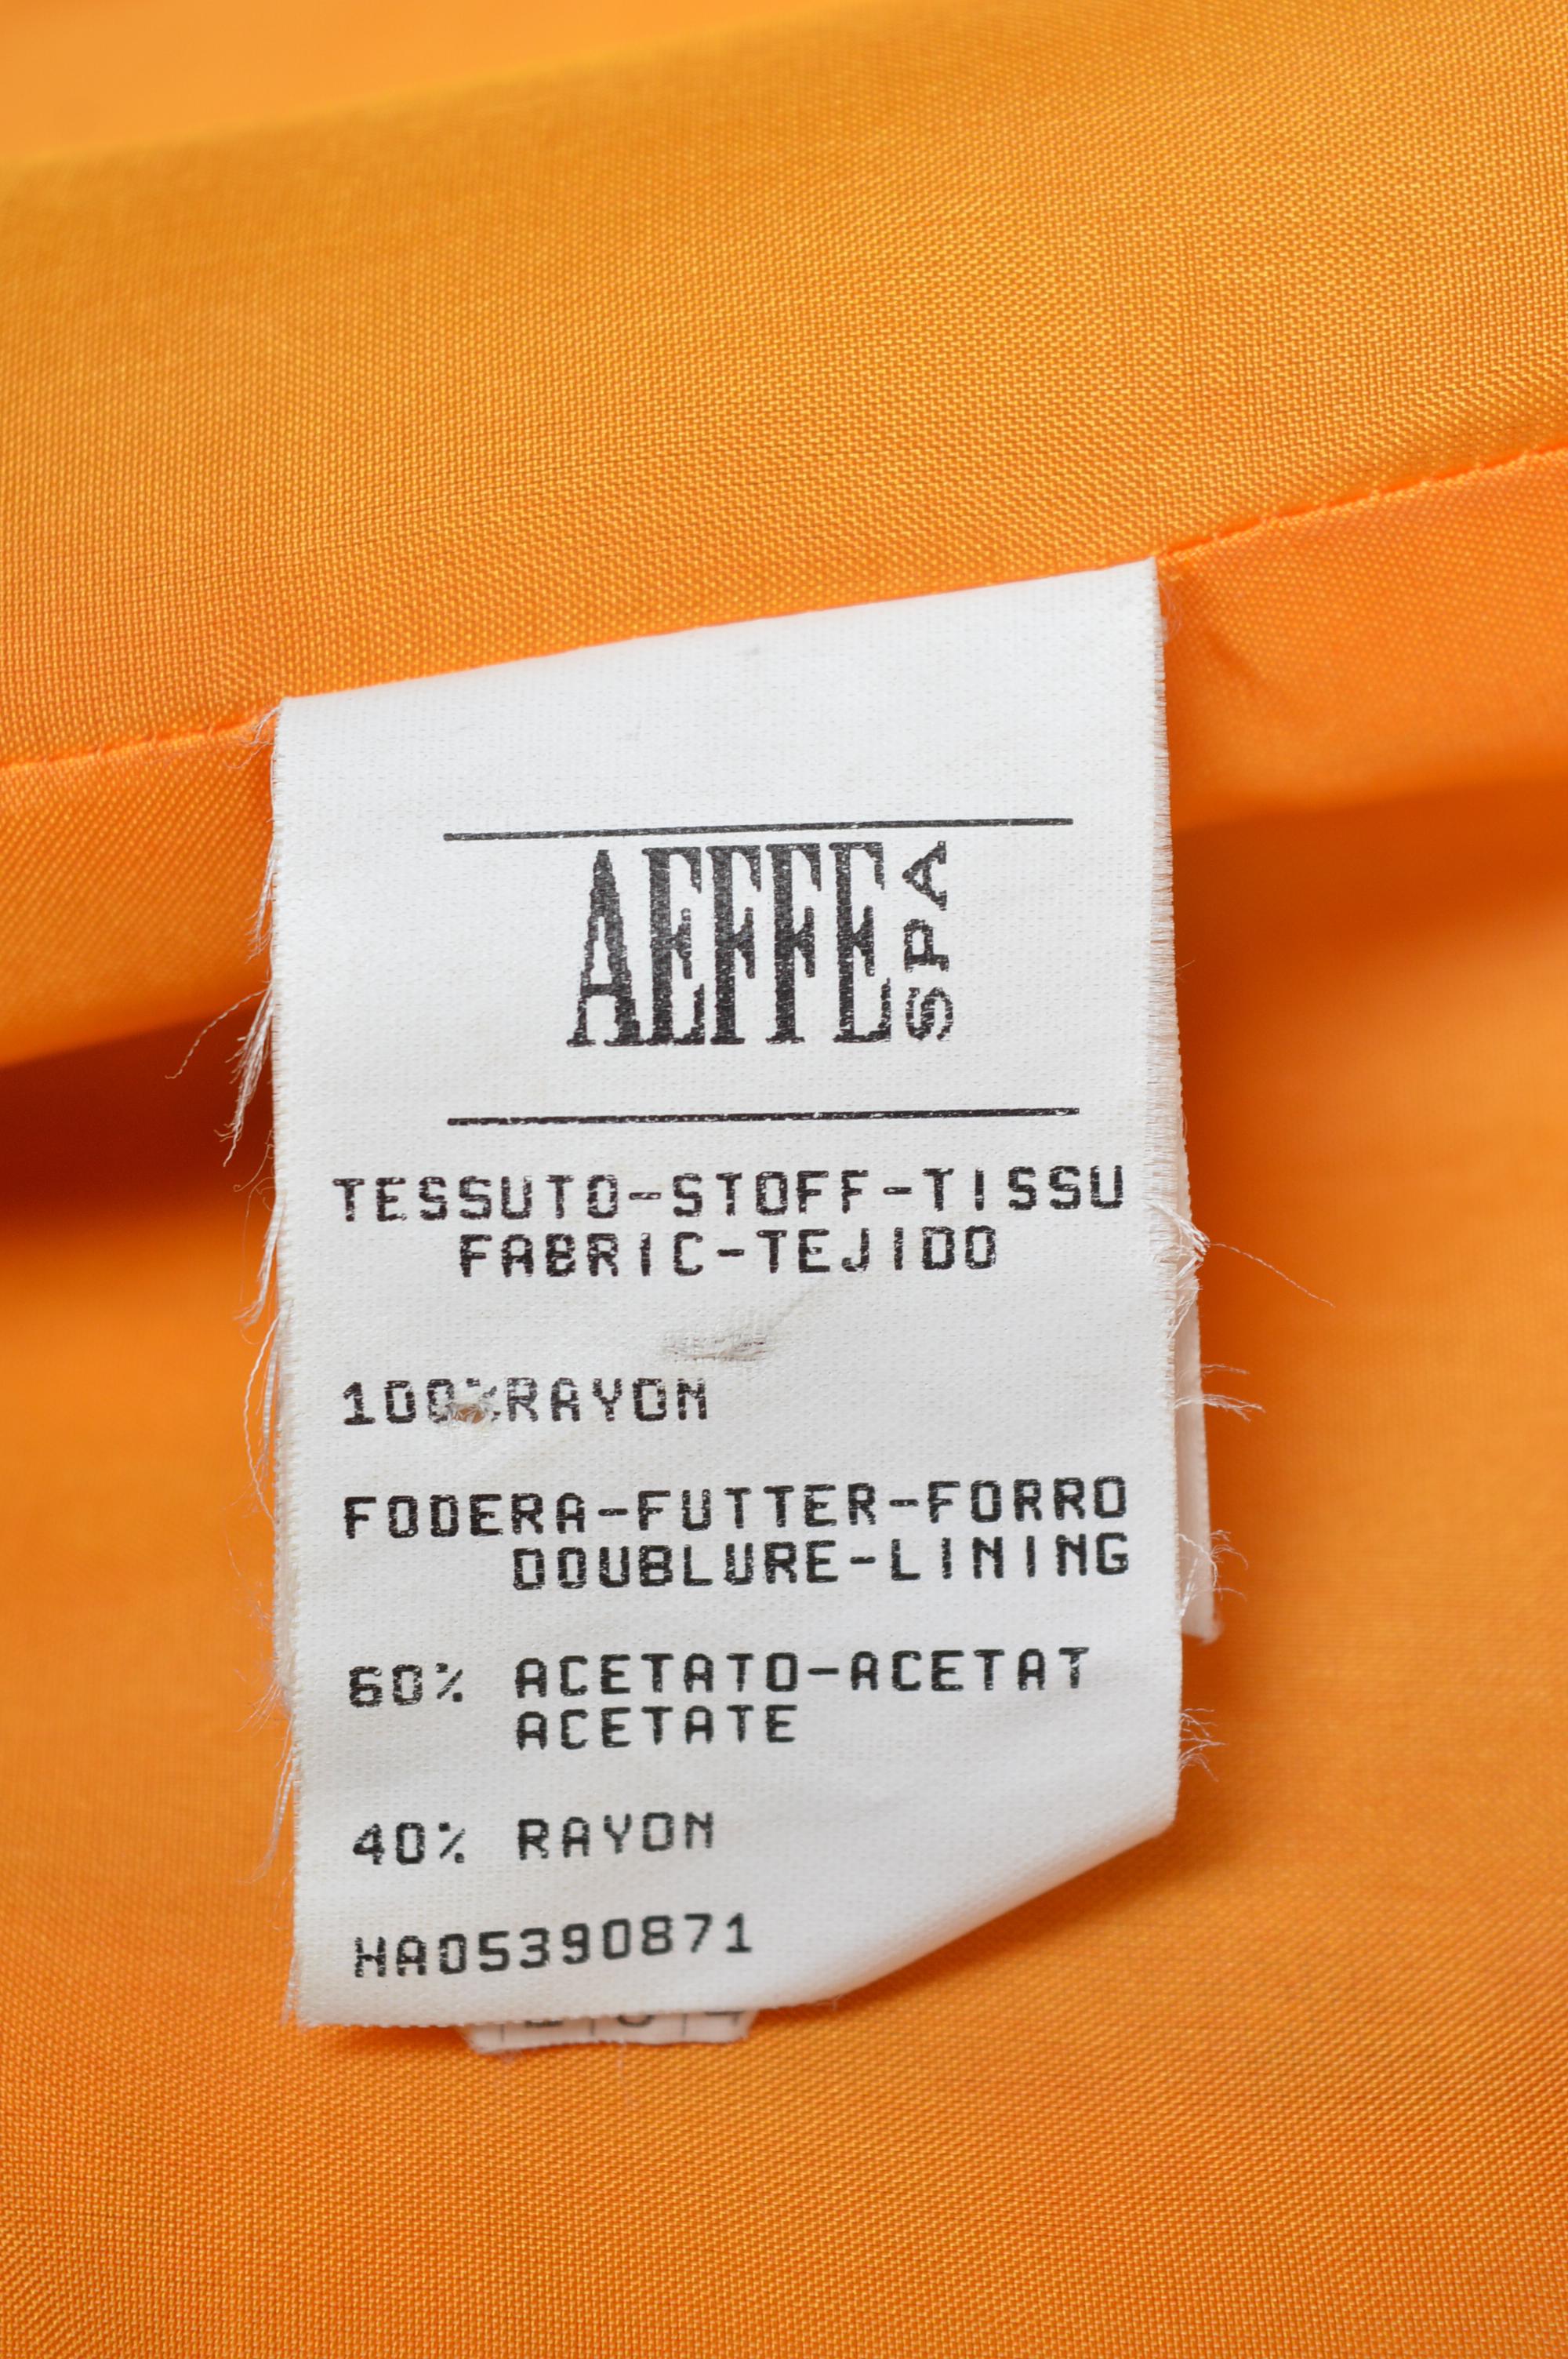 AEFFE SPA
TESSUTO-STOFF-TISSU
FABRIC-TEJIDO
100%RAYON
FODERA-FUTTER-FORRO
DOUBLURE-LINING
60% ACETATO-ACETAT
ACETATE
40% RAYON
HA05390871